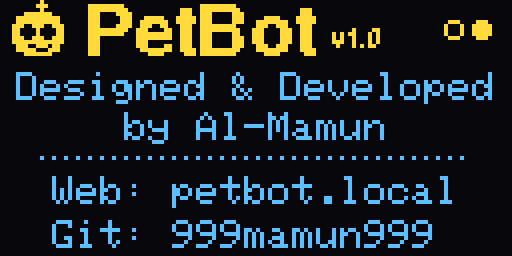 PetBot v1.0
Designed & Developed
by Al-Mamun
Web: petbot.local
Git: 999mamun999